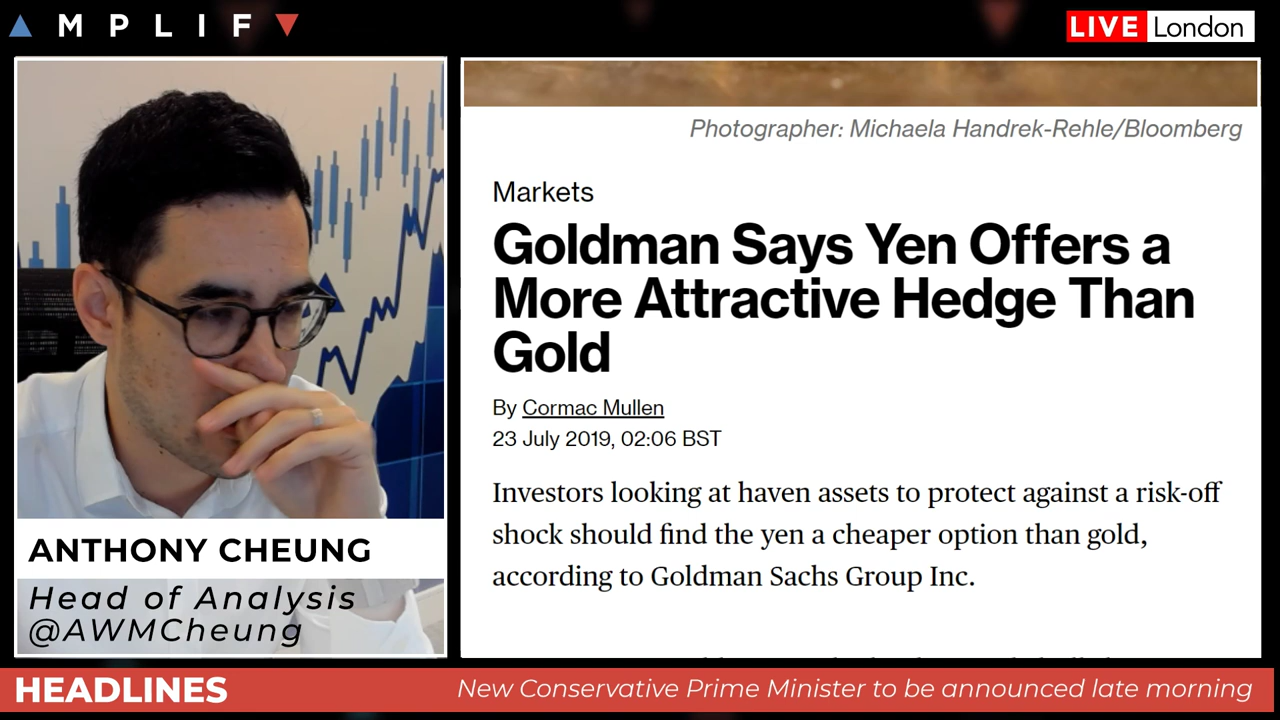 AMPLIFY
LIVE London
Photographer: Michaela Handrek-Rehle/Bloomberg
Markets
Goldman Says Yen Offers a
More Attractive Hedge Than
Gold
By Cormac Mullen
23 July 2019, 02:06 BST
Investors looking at haven assets to protect against a risk-off
shock should find the yen a cheaper option than gold,
according to Goldman Sachs Group Inc.
ANTHONY CHEUNG
Head of Analysis
@AWMCheung
HEADLINES
New Conservative Prime Minister to be announced late morning